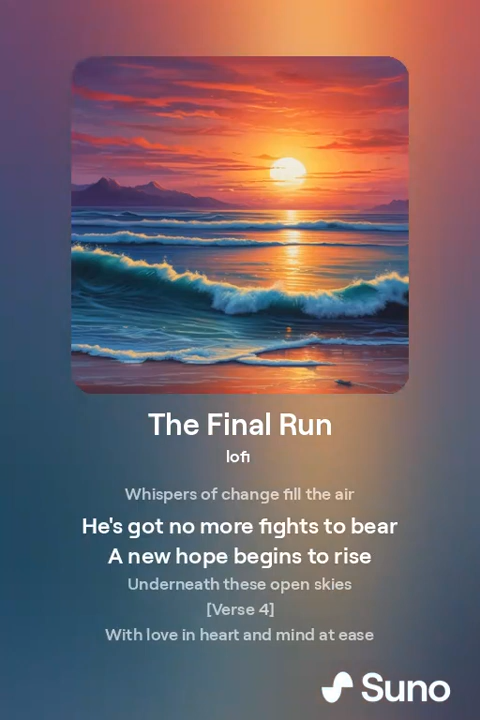 The Final Run
lofi
Whispers of change fill the air
He's got no more fights to bear
A new hope begins to rise
Underneath these open skies
[Verse 4]
With love in heart and mind at ease
Suno